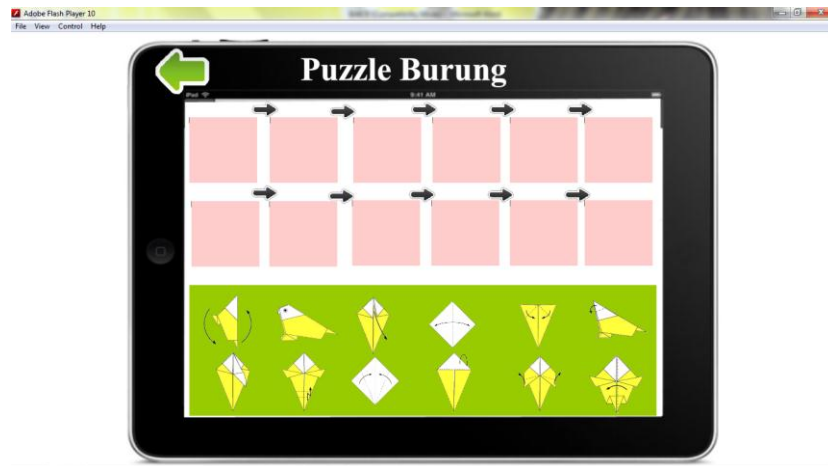 Adobe Flash Player 10
File View Control Help
Puzzle Burung
iPad
9:41 AM